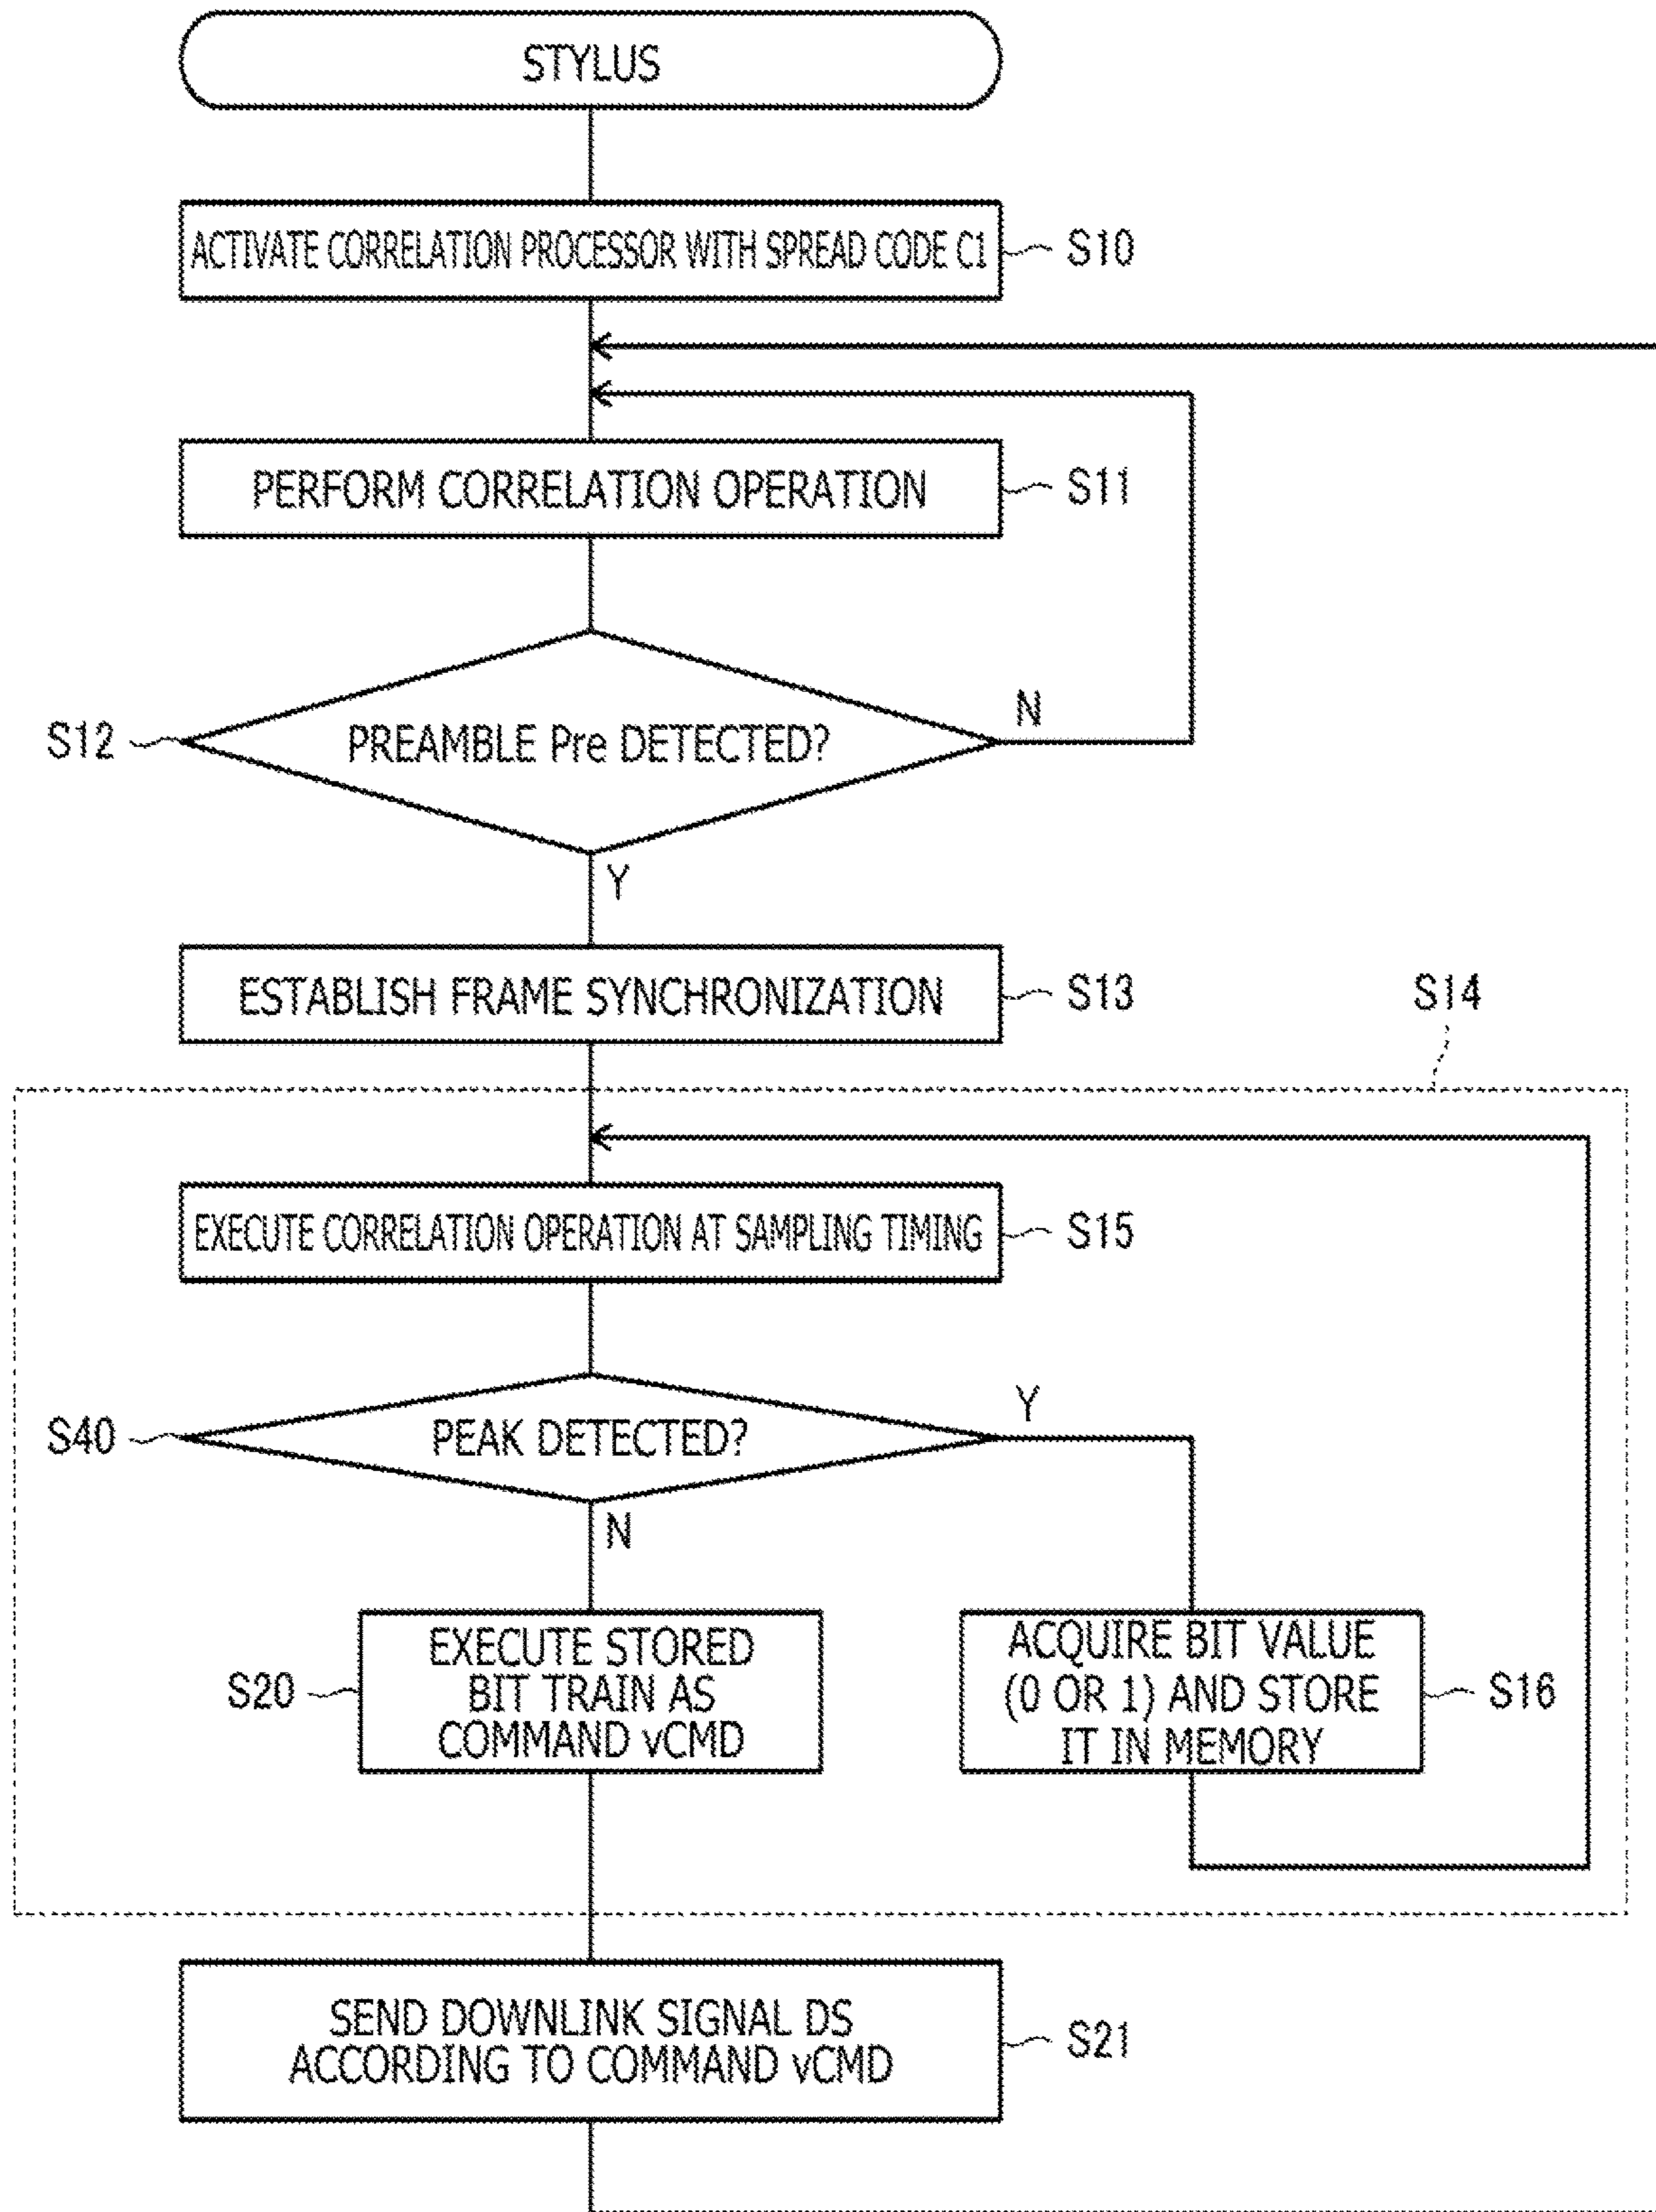 STYLUS
ACTIVATE CORRELATION PROCESSOR WITH SPREAD CODE C1
S10
PERFORM CORRELATION OPERATION
S11
N
S12
PREAMBLE Pre DETECTED?
Y
ESTABLISH FRAME SYNCHRONIZATION
S13
S14
EXECUTE CORRELATION OPERATION AT SAMPLING TIMING
S15
Y
S40
PEAK DETECTED?
N
S20
EXECUTE STORED
BIT TRAIN AS
COMMAND vCMD
ACQUIRE BIT VALUE
(0 OR 1) AND STORE
IT IN MEMORY
S16
SEND DOWNLINK SIGNAL DS
ACCORDING TO COMMAND vCMD
S21